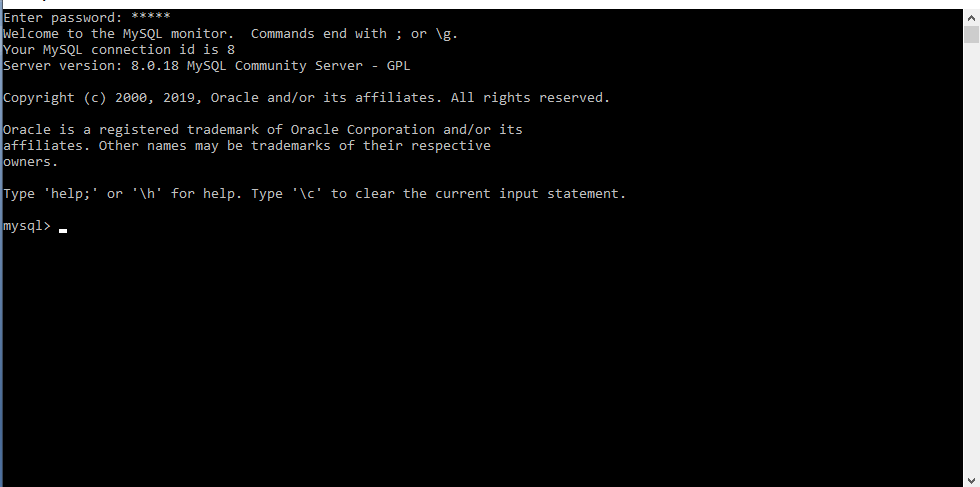 Enter password: *****
Welcome to the MySQL monitor.  Commands end with ; or \g.
Your MySQL connection id is 8
Server version: 8.0.18 MySQL Community Server - GPL
Copyright (c) 2000, 2019, Oracle and/or its affiliates. All rights reserved.
Oracle is a registered trademark of Oracle Corporation and/or its
affiliates. Other names may be trademarks of their respective
owners.
Type 'help;' or '\h' for help. Type '\c' to clear the current input statement.
mysql>